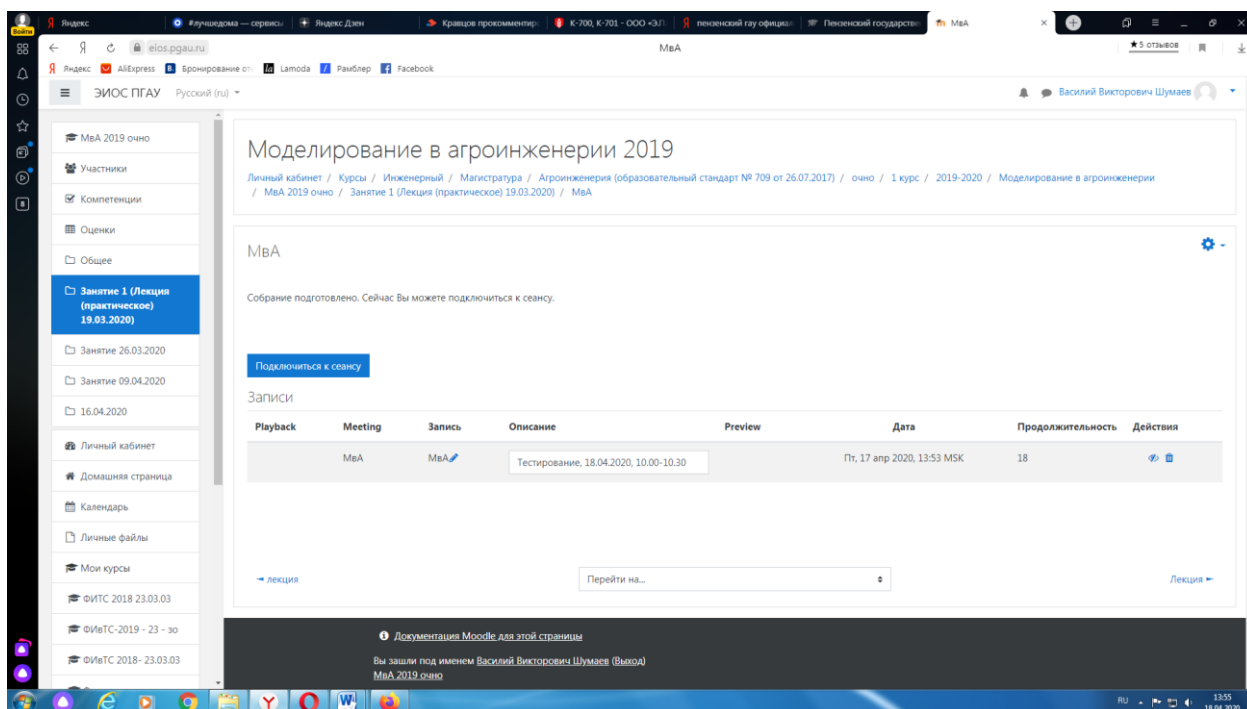 Войти
Яндекс
#лучшедома — сервисы
Яндекс Дзен
Кравцов прокомментир
К-700, К-701 - ООО «ЭЛ
пензенский гау официал
Пензенский государстве
МвА
eios.pgau.ru
МвА
★5 отзывов
Яндекс
AliExpress
Бронирование от
Lamoda
Рамблер
Facebook
ЭИОС ПГАУ
Русский (ru)
Василий Викторович Шумаев
МвА 2019 очно
Участники
Компетенции
Оценки
Общее
Занятие 1 (Лекция
(практическое)
19.03.2020)
Занятие 26.03.2020
Занятие 09.04.2020
16.04.2020
Личный кабинет
Домашняя страница
Календарь
Личные файлы
Мои курсы
ФИТС 2018 23.03.03
ФИвТС-2019 - 23 - зо
ФИвТС 2018- 23.03.03
Моделирование в агроинженерии 2019
Личный кабинет / Курсы / Инженерный / Магистратура / Агроинженерия (образовательный стандарт № 709 от 26.07.2017) / очно / 1 курс / 2019-2020 / Моделирование в агроинженерии
/ МвА 2019 очно / Занятие 1 (Лекция (практическое) 19.03.2020) / МвА
МвА
Собрание подготовлено. Сейчас Вы можете подключиться к сеансу.
Подключиться к сеансу
Записи
Playback Meeting Запись Описание Preview Дата Продолжительность Действия
МвА МвА Тестирование, 18.04.2020, 10.00-10.30 Пт, 17 апр 2020, 13:53 MSK 18
лекция
Перейти на...
Лекция
Документация Moodle для этой страницы
Вы зашли под именем Василий Викторович Шумаев (Выход)
МвА 2019 очно
RU
13:55
18.04.2020